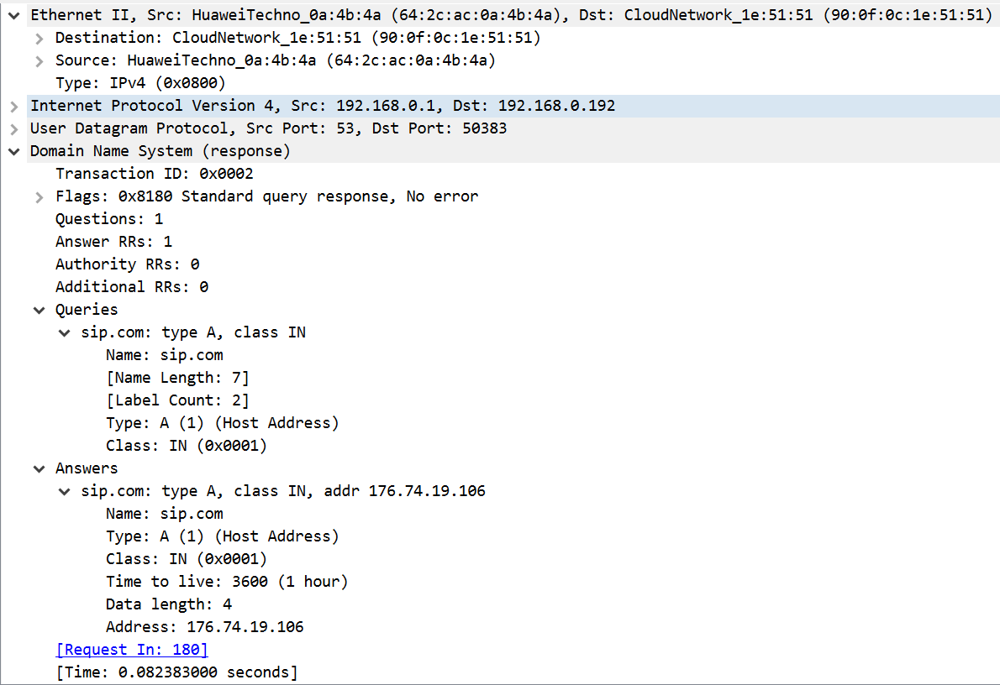 Ethernet II, Src: HuaweiTechno_0a:4b:4a (64:2c:ac:0a:4b:4a), Dst: CloudNetwork_1e:51:51 (90:0f:0c:1e:51:51)
Destination: CloudNetwork_1e:51:51 (90:0f:0c:1e:51:51)
Source: HuaweiTechno_0a:4b:4a (64:2c:ac:0a:4b:4a)
Type: IPv4 (0x0800)
Internet Protocol Version 4, Src: 192.168.0.1, Dst: 192.168.0.192
User Datagram Protocol, Src Port: 53, Dst Port: 50383
Domain Name System (response)
Transaction ID: 0x0002
Flags: 0x8180 Standard query response, No error
Questions: 1
Answer RRs: 1
Authority RRs: 0
Additional RRs: 0
Queries
sip.com: type A, class IN
Name: sip.com
[Name Length: 7]
[Label Count: 2]
Type: A (1) (Host Address)
Class: IN (0x0001)
Answers
sip.com: type A, class IN, addr 176.74.19.106
Name: sip.com
Type: A (1) (Host Address)
Class: IN (0x0001)
Time to live: 3600 (1 hour)
Data length: 4
Address: 176.74.19.106
[Request In: 180]
[Time: 0.082383000 seconds]